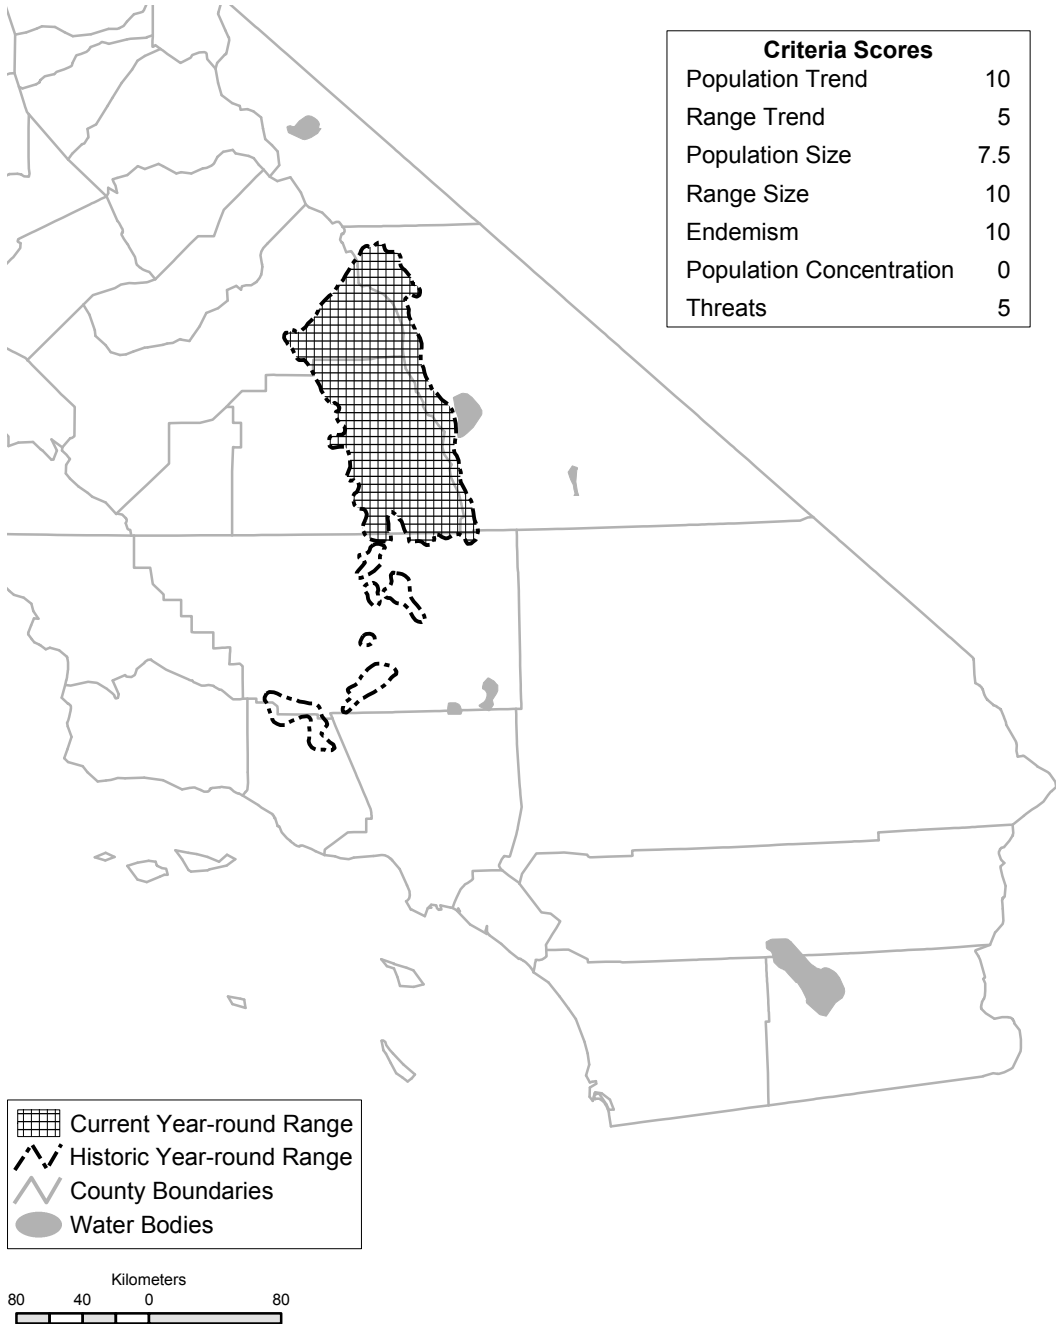 Criteria Scores
Population Trend 10
Range Trend 5
Population Size 7.5
Range Size 10
Endemism 10
Population Concentration 0
Threats 5
Current Year-round Range
Historic Year-round Range
County Boundaries
Water Bodies
Kilometers
80 40 0 80